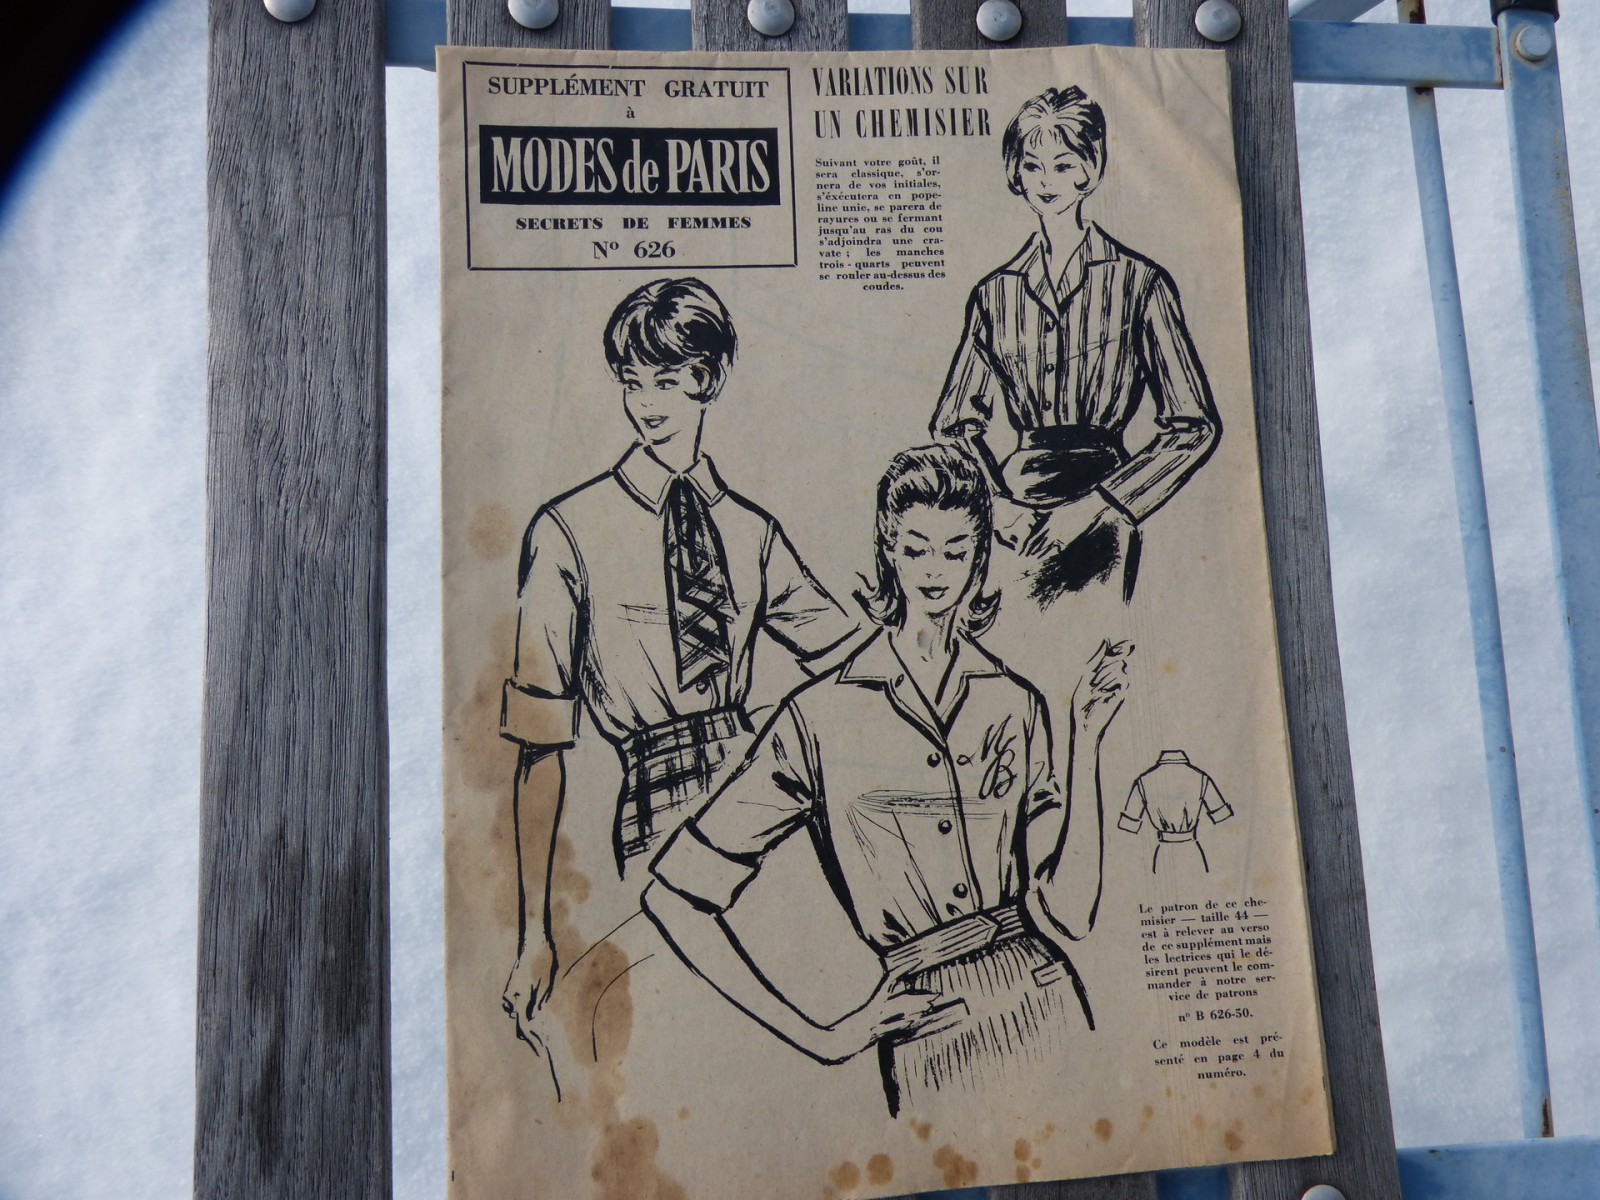 SUPPLÉMENT GRATUIT
à
MODES de PARIS
SECRETS DE FEMMES
Nº 626
VARIATIONS SUR
UN CHEMISIER
Suivant votre goût, il
sera classique, s'or-
nera de vos initiales,
s'éxécutera en pope-
line unie, se parera de
rayures ou se fermant
jusqu'au ras du cou
s'adjoindra une cra-
vate ; les manches
trois - quarts peuvent
se rouler au-dessus des
coudes.
MB
Le patron de ce che-
misier — taille 44 —
est à relever au verso
de ce supplément mais
les lectrices qui le dé-
sirent peuvent le com-
mander à notre ser-
vice de patrons
nº B 626-50.
Ce modèle est pré-
senté en page 4 du
numéro.